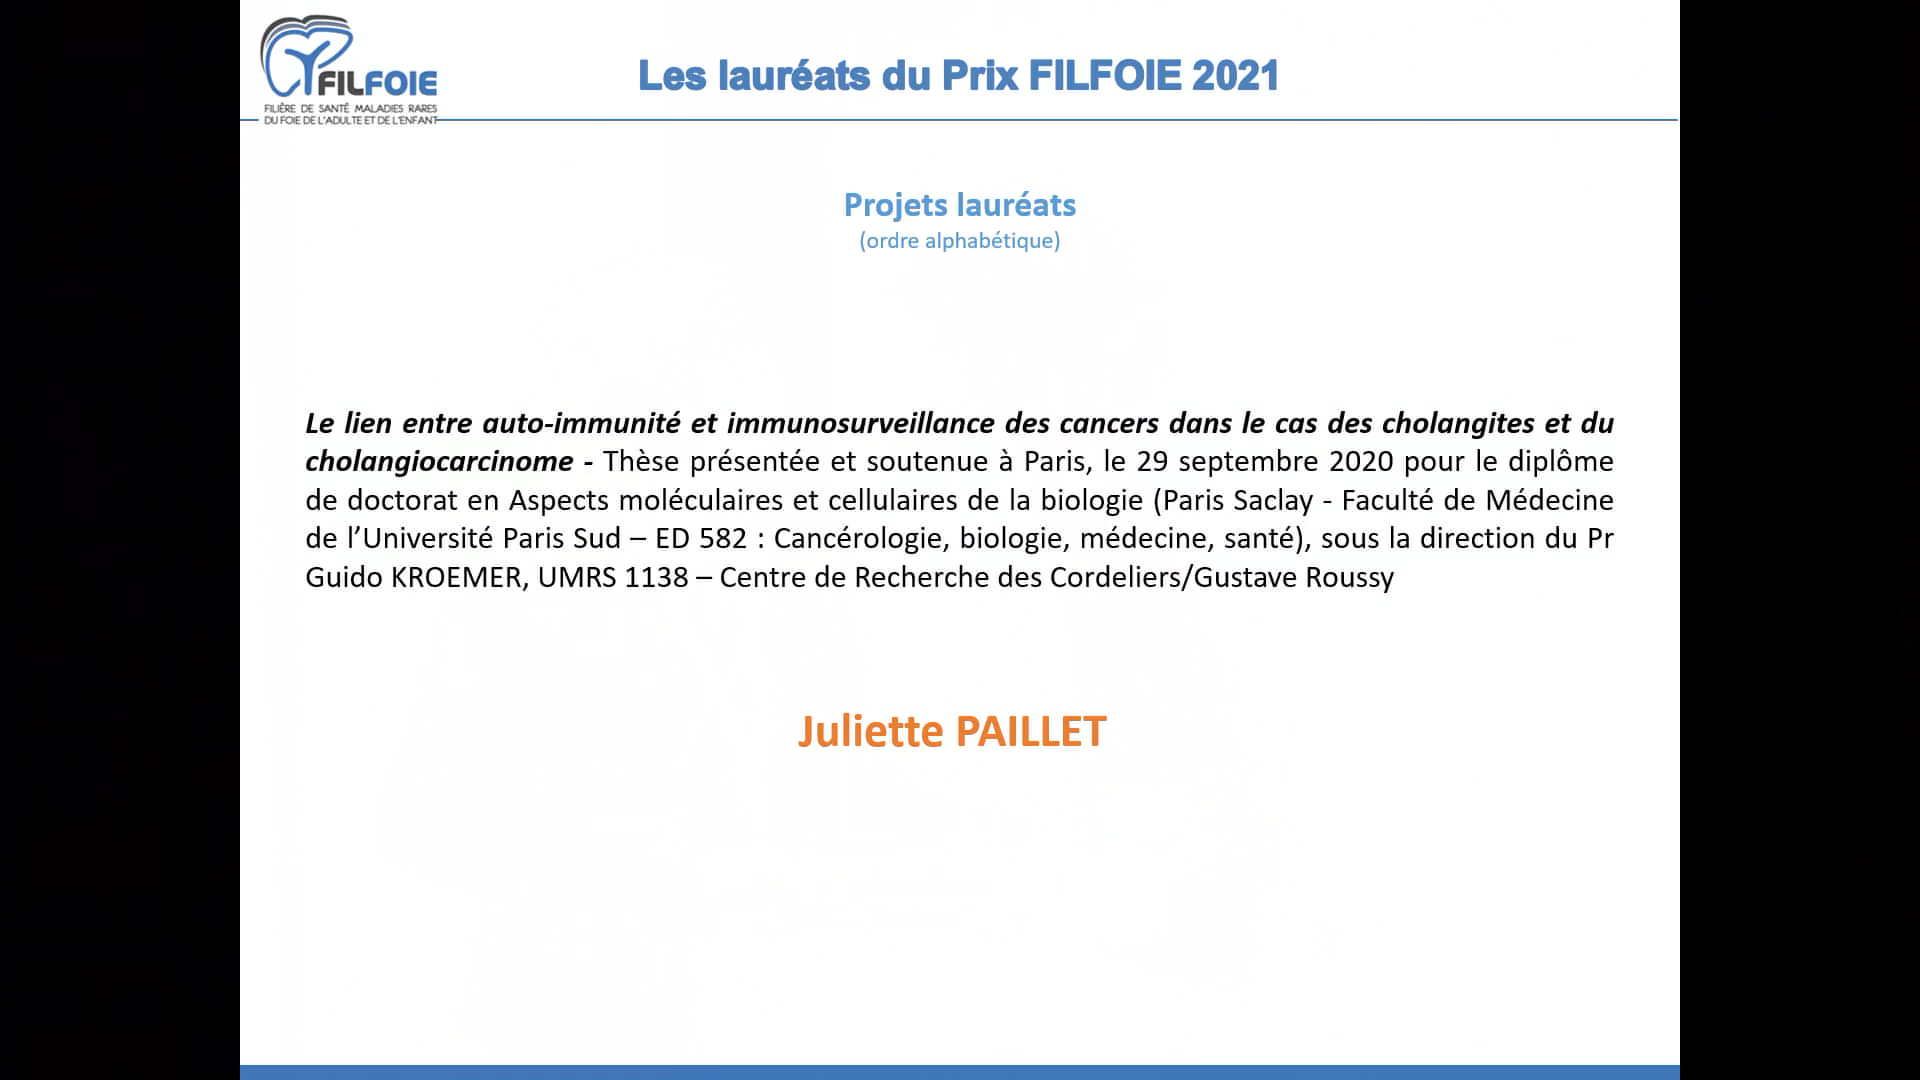 FILFOIE
FILIÈRE DE SANTÉ MALADIES RARES
DU FOIE DE L'ADULTE ET DE L'ENFANT
Les lauréats du Prix FILFOIE 2021
Projets lauréats
(ordre alphabétique)
Le lien entre auto-immunité et immunosurveillance des cancers dans le cas des cholangites et du
cholangiocarcinome - Thèse présentée et soutenue à Paris, le 29 septembre 2020 pour le diplôme
de doctorat en Aspects moléculaires et cellulaires de la biologie (Paris Saclay - Faculté de Médecine
de l’Université Paris Sud – ED 582 : Cancérologie, biologie, médecine, santé), sous la direction du Pr
Guido KROEMER, UMRS 1138 – Centre de Recherche des Cordeliers/Gustave Roussy
Juliette PAILLET